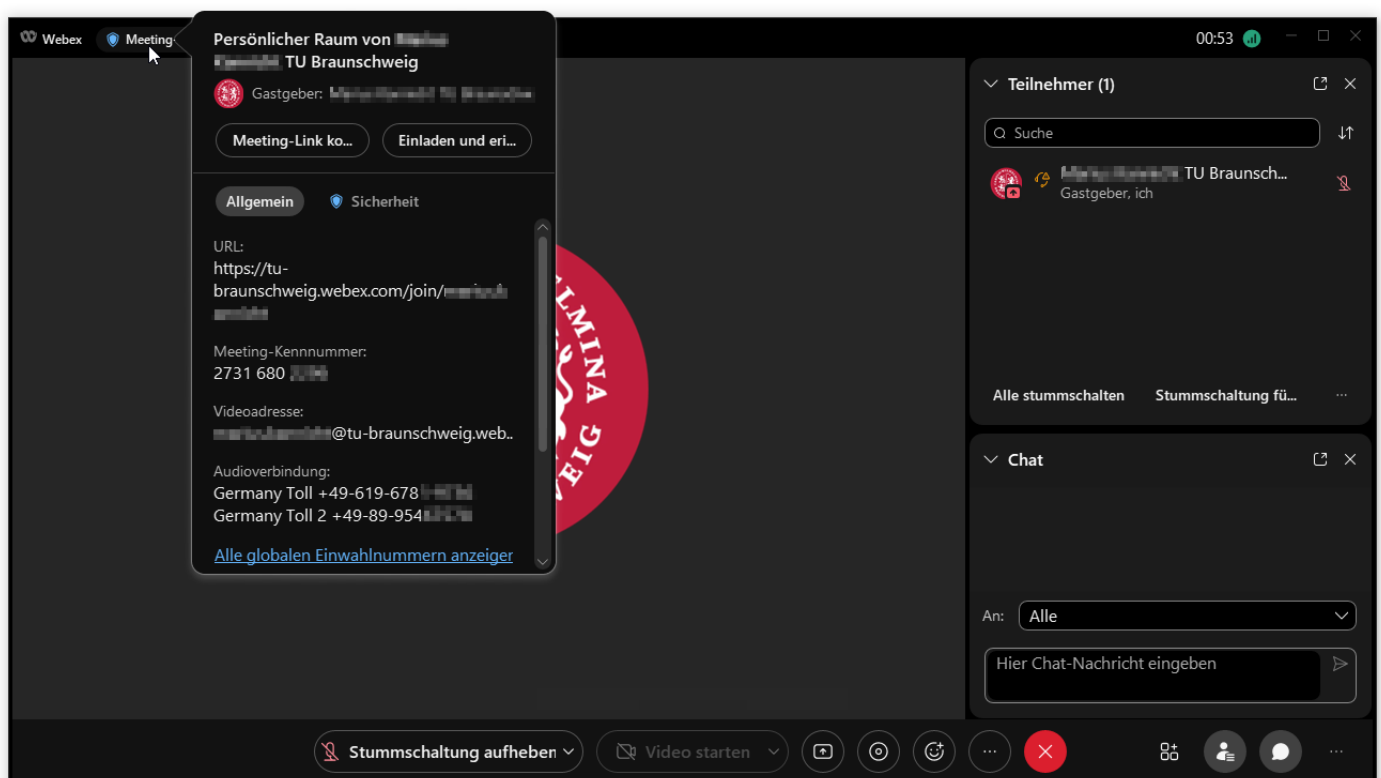 Webex
Meeting-
00:53
Persönlicher Raum von
TU Braunschweig
Gastgeber:
Meeting-Link ko...
Einladen und eri...
Allgemein
Sicherheit
URL:
https://tu-
braunschweig.webex.com/join/
Meeting-Kennnummer:
2731 680
Videoadresse:
@tu-braunschweig.web..
Audioverbindung:
Germany Toll +49-619-678
Germany Toll 2 +49-89-954
Alle globalen Einwahlnummern anzeiger
LMINA
EIG
Teilnehmer (1)
Suche
TU Braunsch...
Gastgeber, ich
Alle stummschalten
Stummschaltung fü...
Chat
An:
Alle
Hier Chat-Nachricht eingeben
Stummschaltung aufheben
Video starten